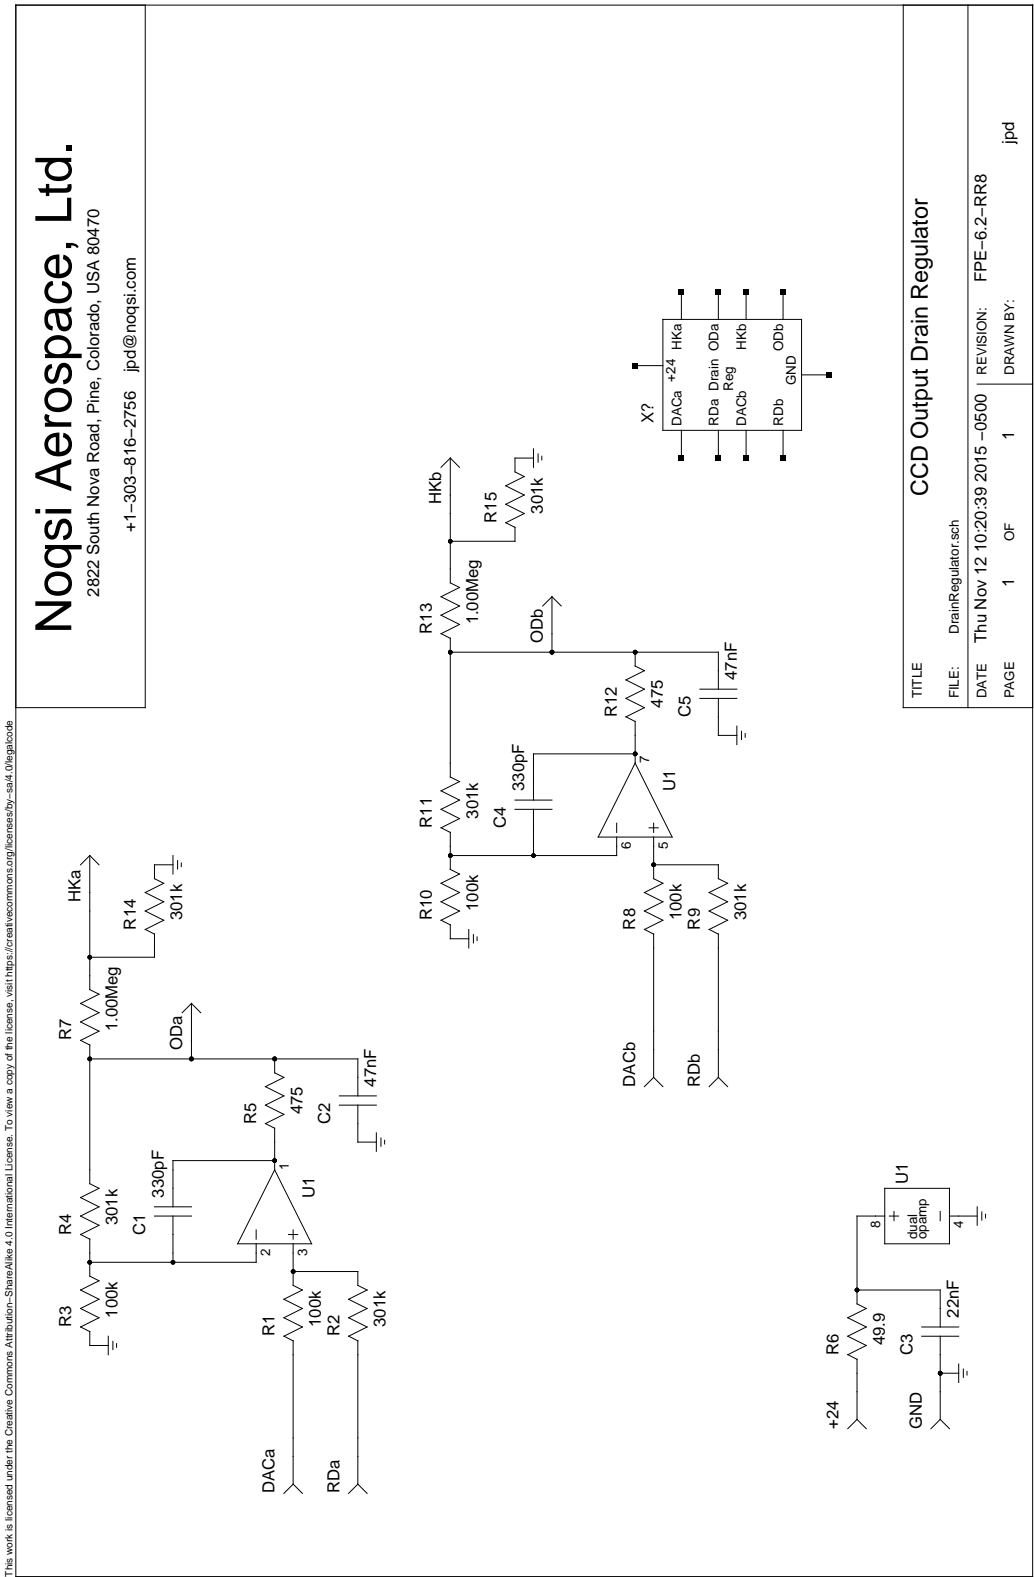 This work is licensed under the Creative Commons Attribution−ShareAlike 4.0 International License. To view a copy of the license, visit https://creativecommons.org/licenses/by−sa/4.0/legalcode
Noqsi Aerospace, Ltd.
2822 South Nova Road, Pine, Colorado, USA 80470
+1−303−816−2756 jpd@noqsi.com
R3
100k
R4
301k
R7
1.00Meg
HKa
R14
301k
C1
330pF
ODa
2
3
1
U1
R5
475
C2
47nF
DACa
R1
100k
RDa
R2
301k
R10
100k
R11
301k
R13
1.00Meg
HKb
R15
301k
C4
330pF
ODb
6
5
7
U1
R12
475
C5
47nF
DACb
R8
100k
RDb
R9
301k
X?
DACa +24 HKa
RDa Drain ODa
Reg
DACb HKb
RDb ODb
GND
+24
R6
49.9
GND
C3
22nF
8
4
dual
opamp
U1
TITLE
CCD Output Drain Regulator
FILE: DrainRegulator.sch
DATE Thu Nov 12 10:20:39 2015 −0500
REVISION: FPE−6.2−RR8
PAGE 1 OF 1
DRAWN BY: jpd